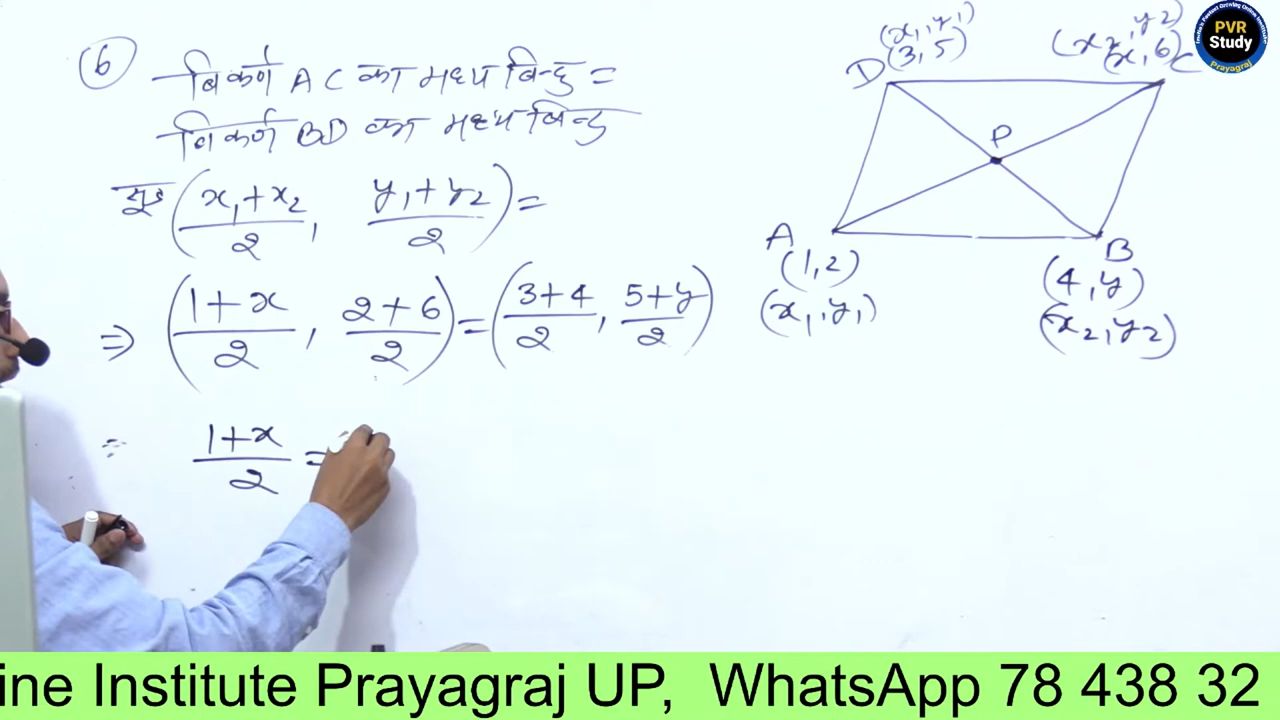 6 विकर्ण AC का मध्य बिन्दु =
विकर्ण BD का मध्य बिन्दु
सूत्र (x₁+x₂/2, y₁+y₂/2) =
⇒ (1+x/2, 2+6/2) = (3+4/2, 5+y/2)
1+x/2 =
(x₁, y₁)
D (3, 5)
(x₂, y2)
(x, 6) C
P
A
(1, 2)
(x₁, y₁)
B
(4, y)
(x₂, y₂)
PVR
Study
Prayagraj
ine Institute Prayagraj UP, WhatsApp 78 438 32